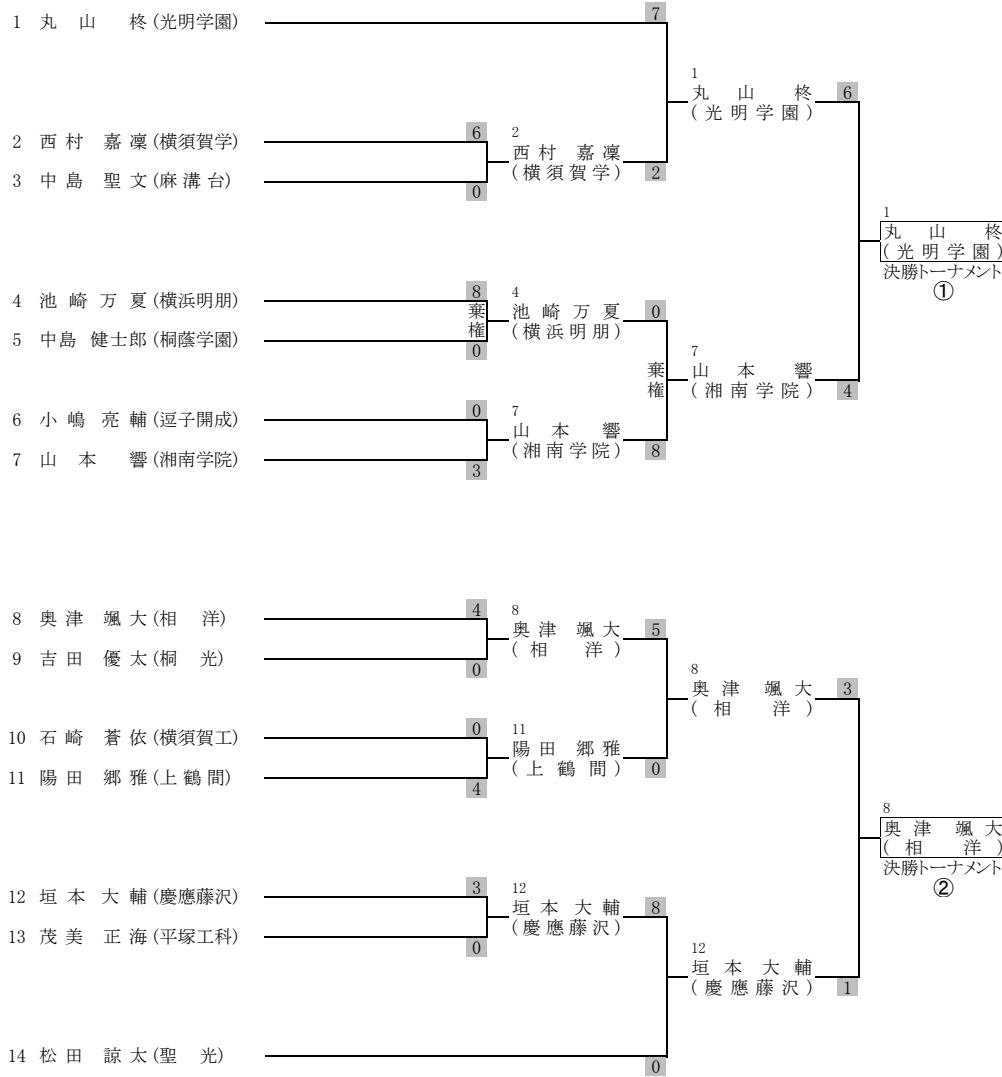 1 丸山 柊(光明学園)
7
1
丸山 柊
(光明学園)
6
2 西村 嘉凜(横須賀学)
6
3 中島 聖文(麻溝台)
0
2
西村 嘉凜
(横須賀学)
2
1
丸山 柊
(光明学園)
決勝トーナメント
①
4 池崎万夏(横浜明朋)
8
棄権
5 中島 健士郎(桐蔭学園)
0
4
池崎万夏
(横浜明朋)
0
棄権
7
山本 響
(湘南学院)
4
6 小嶋亮輔(逗子開成)
0
7 山本 響(湘南学院)
3
7
山本 響
(湘南学院)
8
8 奥津 颯大(相 洋)
4
9 吉田優太(桐 光)
0
8
奥津 颯大
(相 洋)
5
8
奥津 颯大
(相 洋)
3
10 石崎 蒼依(横須賀工)
0
11 陽田 郷雅(上鶴間)
4
11
陽田 郷雅
(上鶴間)
0
8
奥津 颯大
(相 洋)
決勝トーナメント
②
12 垣本大輔(慶應藤沢)
3
13 茂美 正海(平塚工科)
0
12
垣本大輔
(慶應藤沢)
8
12
垣本大輔
(慶應藤沢)
1
14 松田 諒太(聖 光)
0